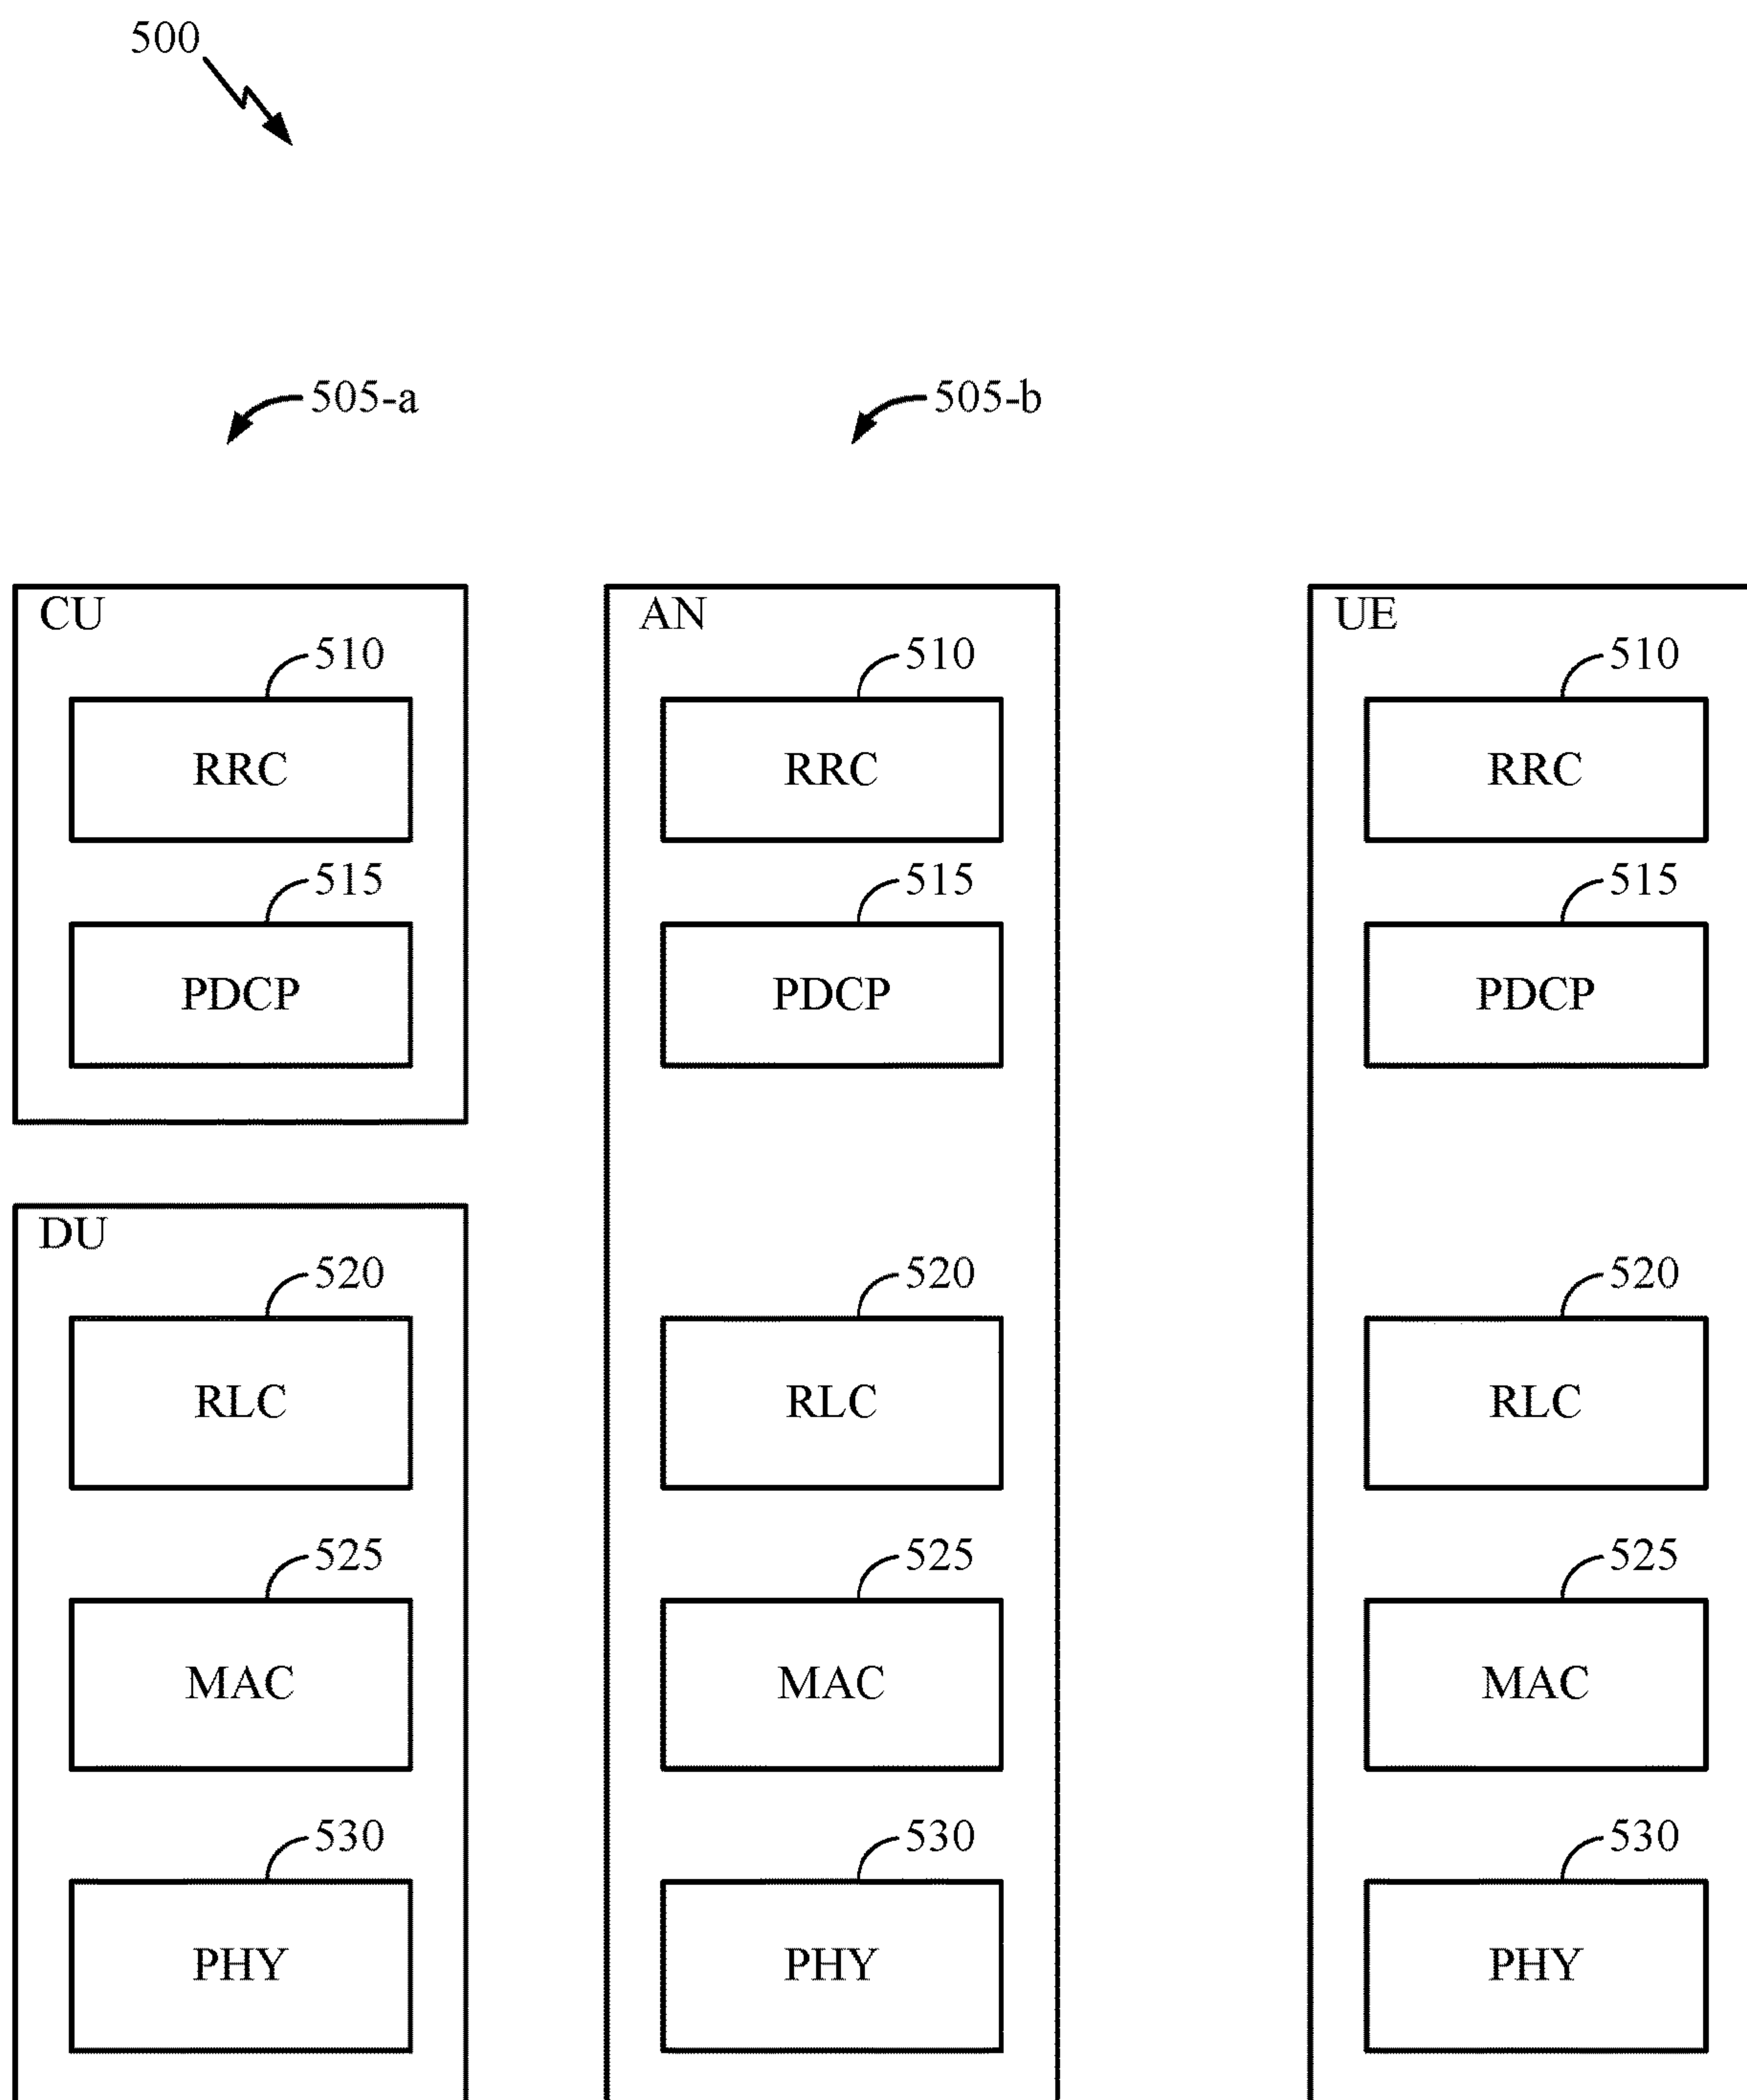 500
505-a 505-b
CU AN UE
510 510 510
RRC RRC RRC
515 515 515
PDCP PDCP PDCP
DU
520 520 520
RLC RLC RLC
525 525 525
MAC MAC MAC
530 530 530
PHY PHY PHY